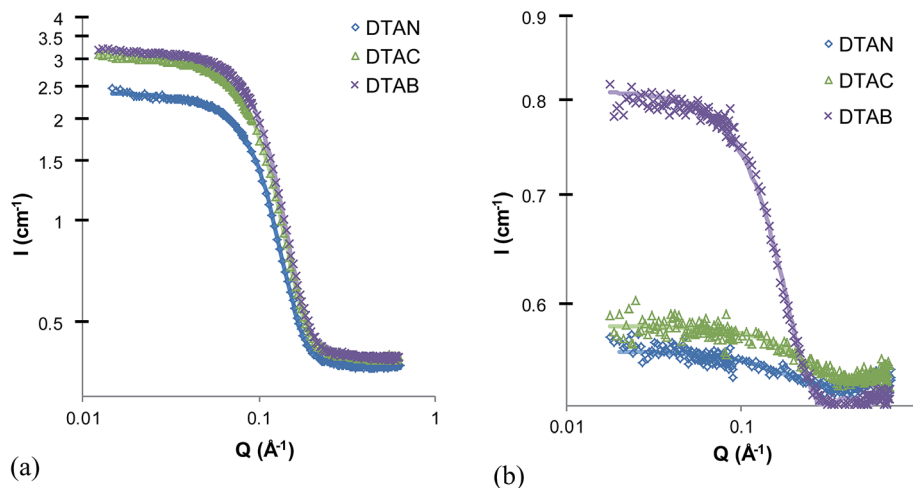 4
3.5
3
2.5
2
1.5
1
0.5
I (cm⁻¹)
0.01
0.1
1
Q (Å⁻¹)
DTAN
DTAC
DTAB
(a)
0.9
0.8
0.7
0.6
I (cm⁻¹)
0.01
0.1
Q (Å⁻¹)
DTAN
DTAC
DTAB
(b)